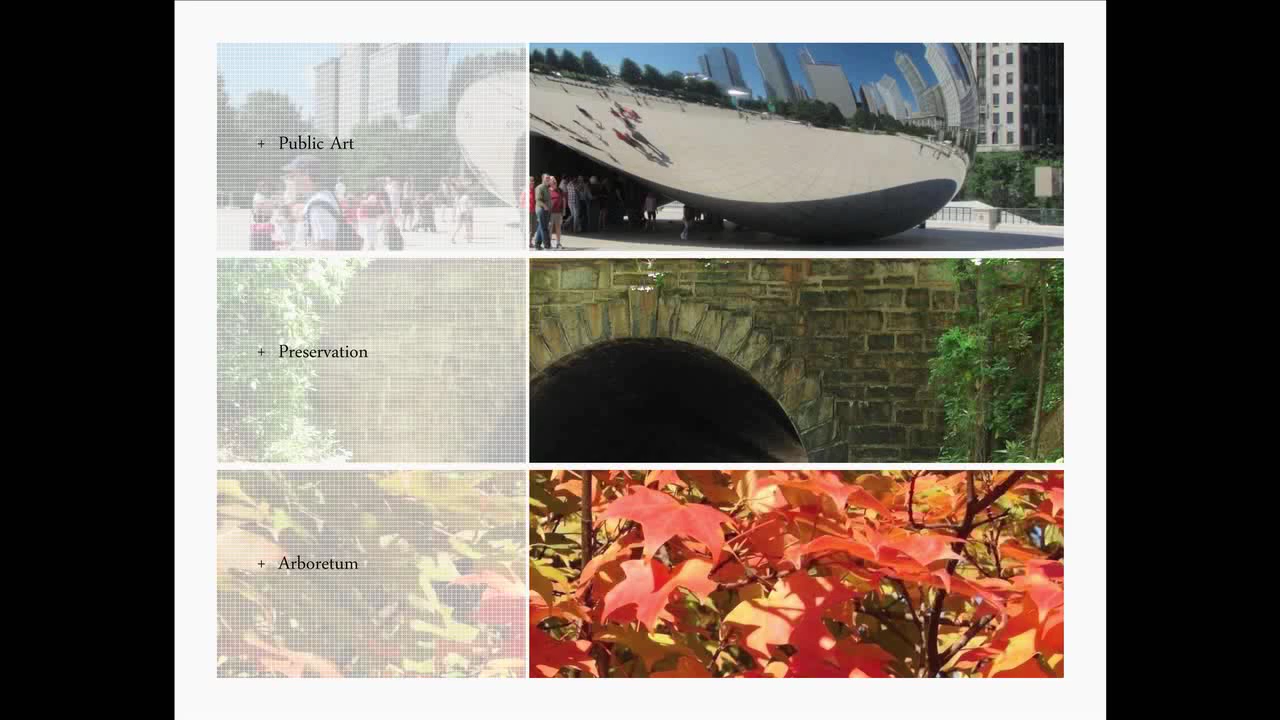 + Public Art
+ Preservation
+ Arboretum